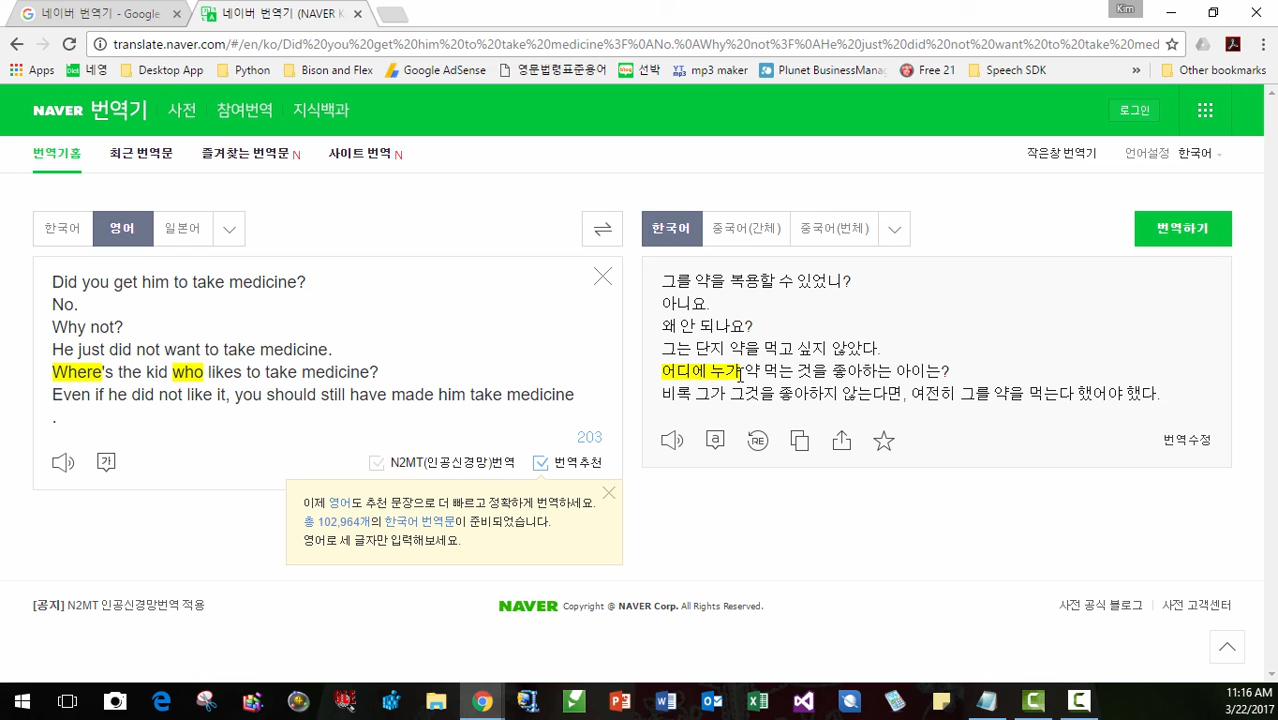 네이버 번역기 - Google
네이버 번역기 (NAVER K
Kim
translate.naver.com/#/en/ko/Did%20you%20get%20him%20to%20take%20medicine%3F%0ANo.%0AWhy%20not%3F%0AHe%20just%20did%20not%20want%20to%20take%20med
Apps
네영
Desktop App
Python
Bison and Flex
Google AdSense
영문법령표준용어
선박
mp3 maker
Plunet BusinessMana
Free 21
Speech SDK
»
Other bookmarks
NAVER 번역기 사전 참여번역 지식백과
로그인
번역기홈 최근 번역문 즐겨찾는 번역문 N 사이트 번역 N
작은창 번역기 언어설정 한국어
한국어 영어 일본어
한국어 중국어(간체) 중국어(번체)
번역하기
Did you get him to take medicine?
No.
Why not?
He just did not want to take medicine.
Where's the kid who likes to take medicine?
Even if he did not like it, you should still have made him take medicine
.
203
가
N2MT(인공신경망)번역 번역추천
그를 약을 복용할 수 있었니?
아니요.
왜 안 되나요?
그는 단지 약을 먹고 싶지 않았다.
어디에 누가 약 먹는 것을 좋아하는 아이는?
비록 그가 그것을 좋아하지 않는다면, 여전히 그를 약을 먹는다 했어야 했다.
a
RE
번역수정
이제 영어도 추천 문장으로 더 빠르고 정확하게 번역하세요.
총 102,964개의 한국어 번역문이 준비되었습니다.
영어로 세 글자만 입력해보세요.
[공지] N2MT 인공신경망번역 적용
NAVER Copyright @ NAVER Corp. All Rights Reserved.
사전 공식 블로그 사전 고객센터
11:16 AM
3/22/2017